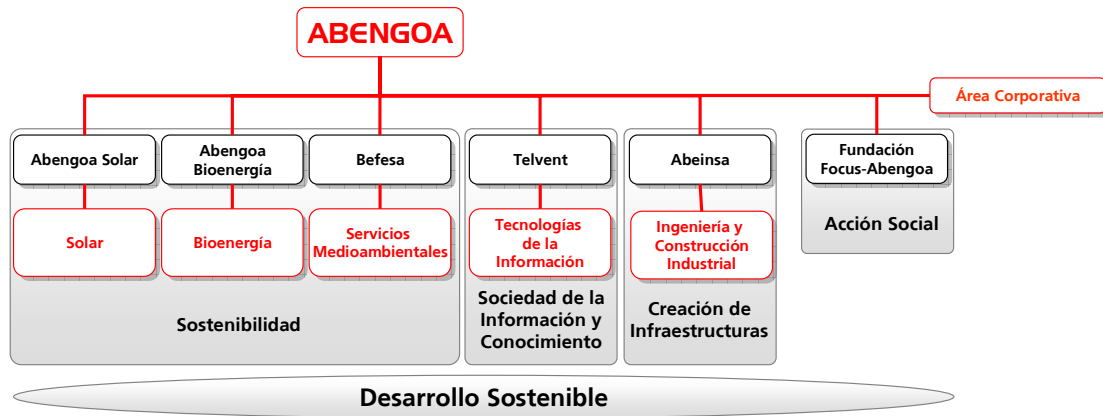 ABENGOA
Área Corporativa
Abengoa Solar
Abengoa
Bioenergía
Befesa
Telvent
Abeinsa
Fundación
Focus-Abengoa
Solar
Bioenergía
Servicios
Medioambientales
Tecnologías
de la
Información
Ingeniería y
Construcción
Industrial
Acción Social
Sostenibilidad
Sociedad de la
Información y
Conocimiento
Creación de
Infraestructuras
Desarrollo Sostenible